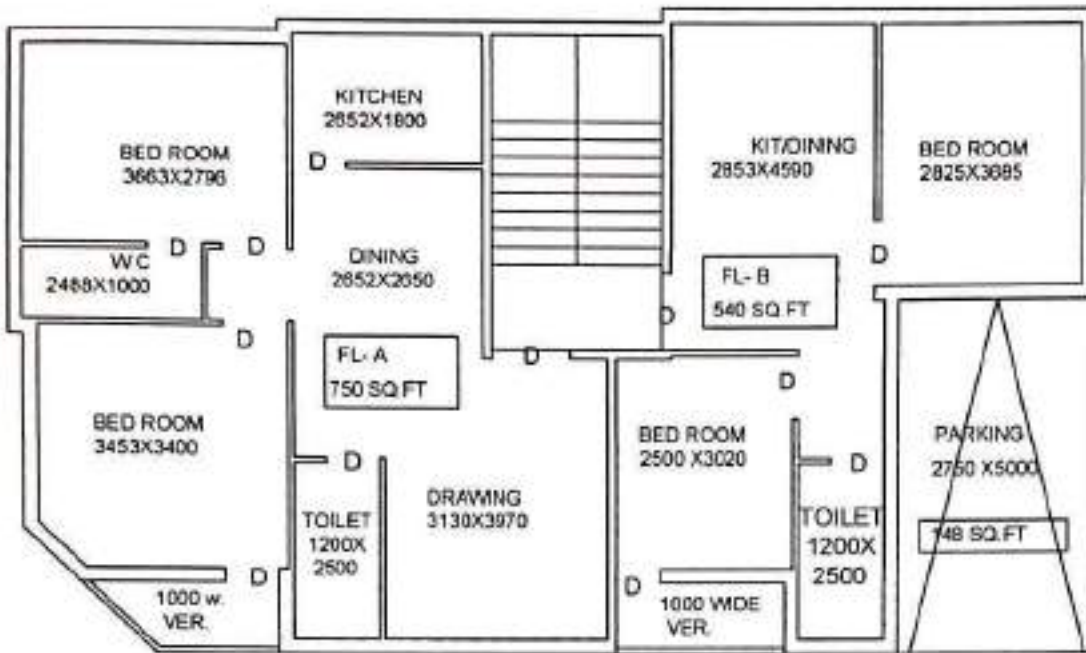 BED ROOM
3663X2796
D
D
W C
2488X1000
D
BED ROOM
3453X3400
D
1000 w.
VER.
KITCHEN
2652X1800
D
DINING
2652X2650
FL- A
750 SQ FT
D
D
TOILET
1200X
2500
DRAWING
3130X3970
KIT/DINING
2853X4590
BED ROOM
2825X3685
D
FL- B
540 SQ.FT
D
D
BED ROOM
2500 X3020
D
TOILET
1200X
2500
D
1000 WIDE
VER.
PARKING
2750 X5000
148 SQ.FT